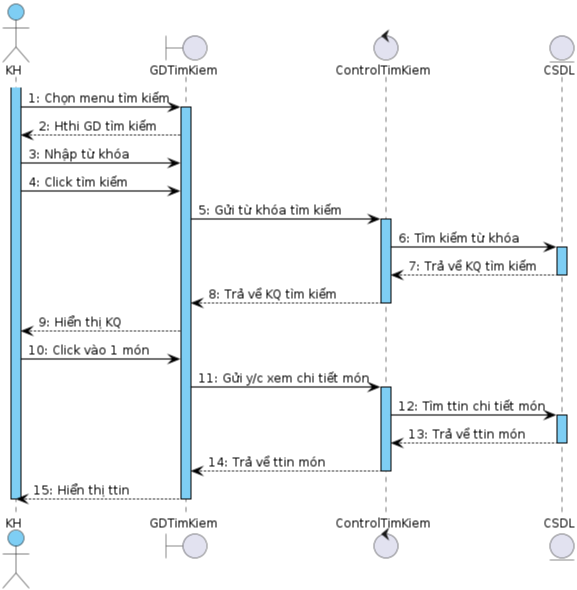 KH GDTimKiem ControlTimKiem CSDL
1: Chọn menu tìm kiếm
2: Hthi GD tìm kiếm
3: Nhập từ khóa
4: Click tìm kiếm
5: Gửi từ khóa tìm kiếm
6: Tìm kiếm từ khóa
7: Trả về KQ tìm kiếm
8: Trả về KQ tìm kiếm
9: Hiển thị KQ
10: Click vào 1 món
11: Gửi y/c xem chi tiết món
12: Tìm ttin chi tiết món
13: Trả về ttin món
14: Trả về ttin món
15: Hiển thị ttin
KH GDTimKiem ControlTimKiem CSDL